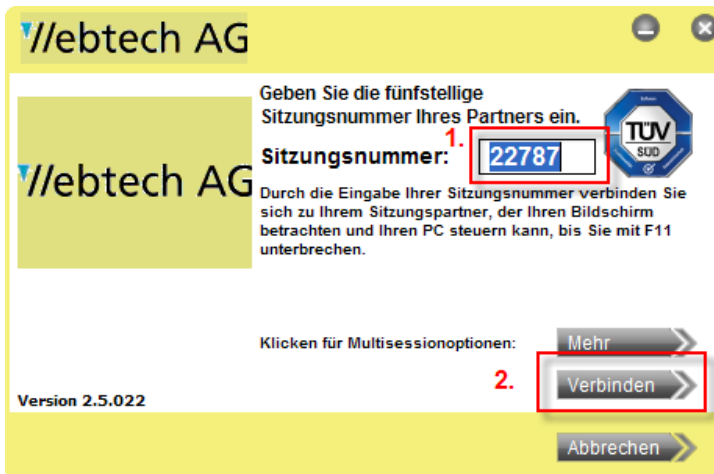 Webtech AG
Geben Sie die fünfstellige
Sitzungsnummer Ihres Partners ein.
1.
Sitzungsnummer: 22787
TÜV
SÜD
Webtech AG
Durch die Eingabe Ihrer Sitzungsnummer verbinden Sie
sich zu Ihrem Sitzungspartner, der Ihren Bildschirm
betrachten und Ihren PC steuern kann, bis Sie mit F11
unterbrechen.
Klicken für Multisessionoptionen: Mehr
2. Verbinden
Version 2.5.022
Abbrechen